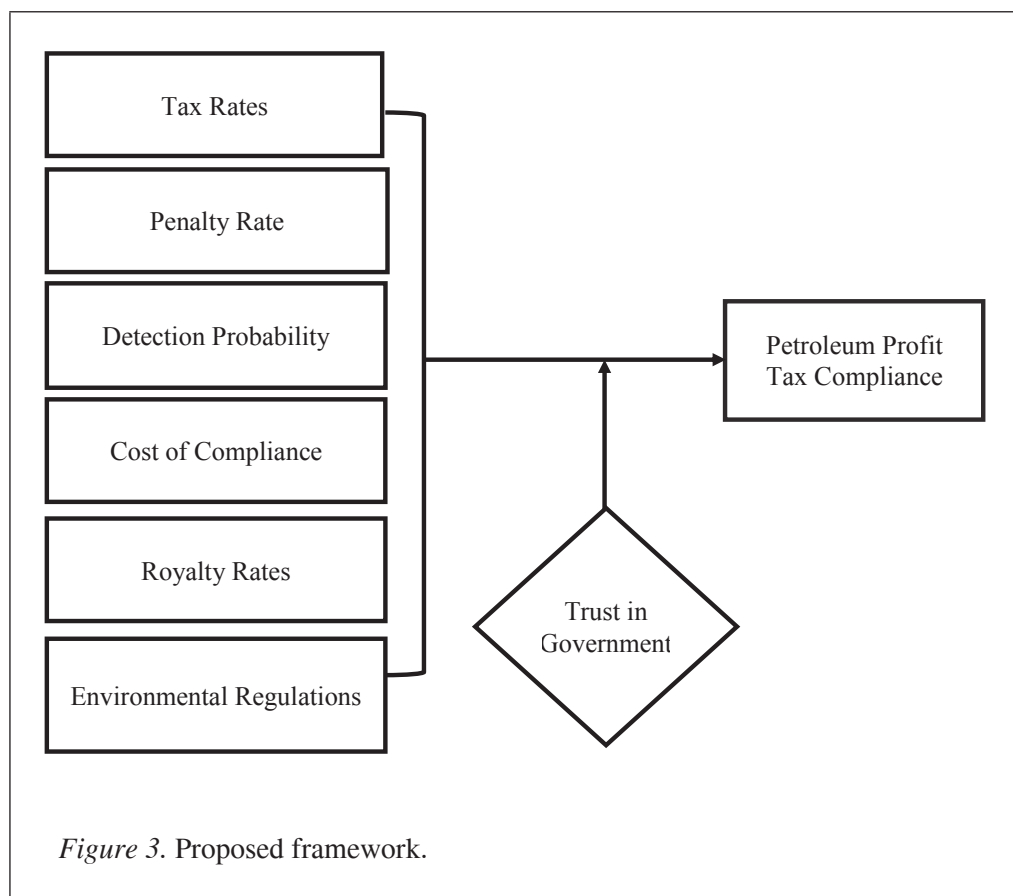 Tax Rates
Penalty Rate
Detection Probability
Cost of Compliance
Royalty Rates
Environmental Regulations
Petroleum Profit
Tax Compliance
Trust in
Government
Figure 3. Proposed framework.